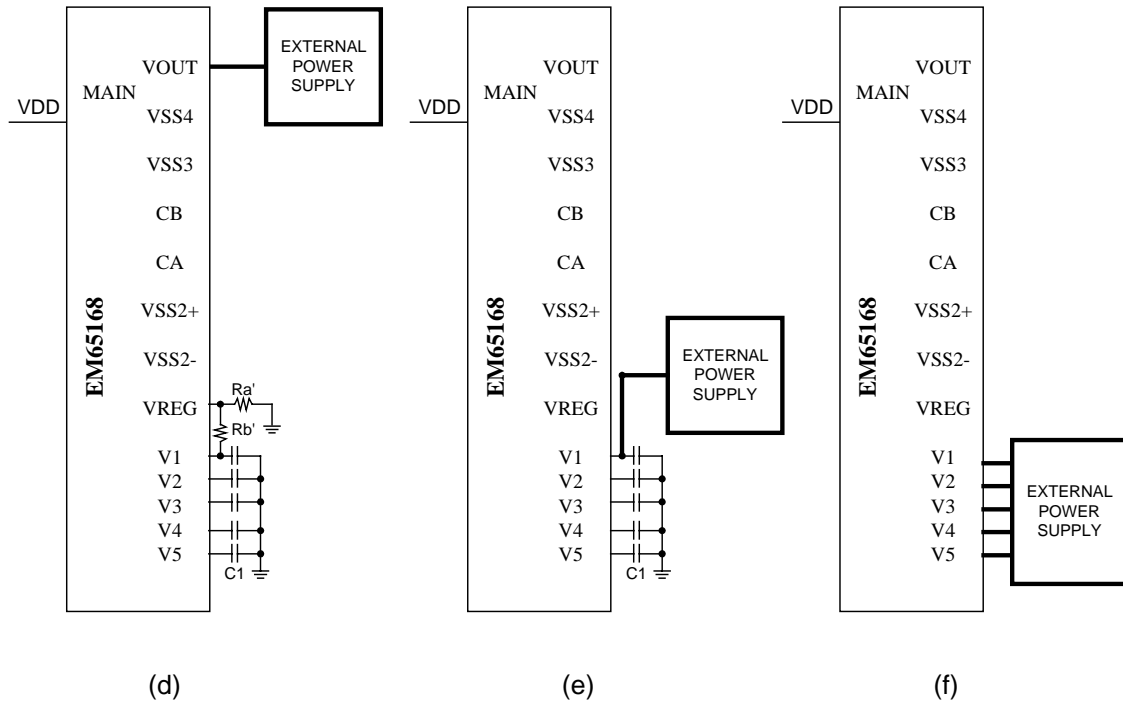 VDD
MAIN
EM65168
VOUT
VSS4
VSS3
CB
CA
VSS2+
VSS2-
VREG
V1
V2
V3
V4
V5
Ra'
Rb'
C1
EXTERNAL
POWER
SUPPLY
(d)
VDD
MAIN
EM65168
VOUT
VSS4
VSS3
CB
CA
VSS2+
VSS2-
VREG
V1
V2
V3
V4
V5
C1
EXTERNAL
POWER
SUPPLY
(e)
VDD
MAIN
EM65168
VOUT
VSS4
VSS3
CB
CA
VSS2+
VSS2-
VREG
V1
V2
V3
V4
V5
EXTERNAL
POWER
SUPPLY
(f)